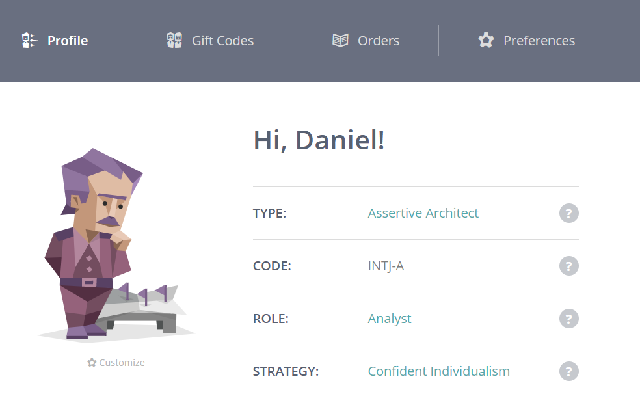 Profile Gift Codes Orders Preferences
Hi, Daniel!
TYPE: Assertive Architect ?
CODE: INTJ-A ?
ROLE: Analyst ?
STRATEGY: Confident Individualism ?
Customize